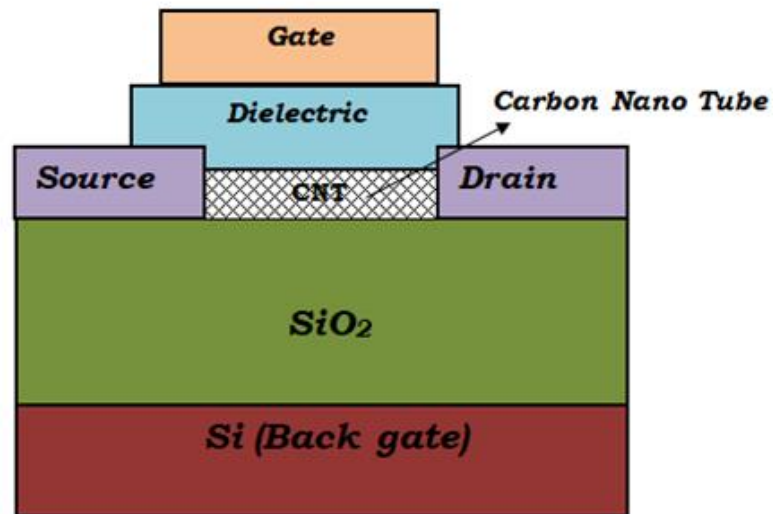 Gate
Dielectric
Carbon Nano Tube
Source
CNT
Drain
SiO₂
Si (Back gate)